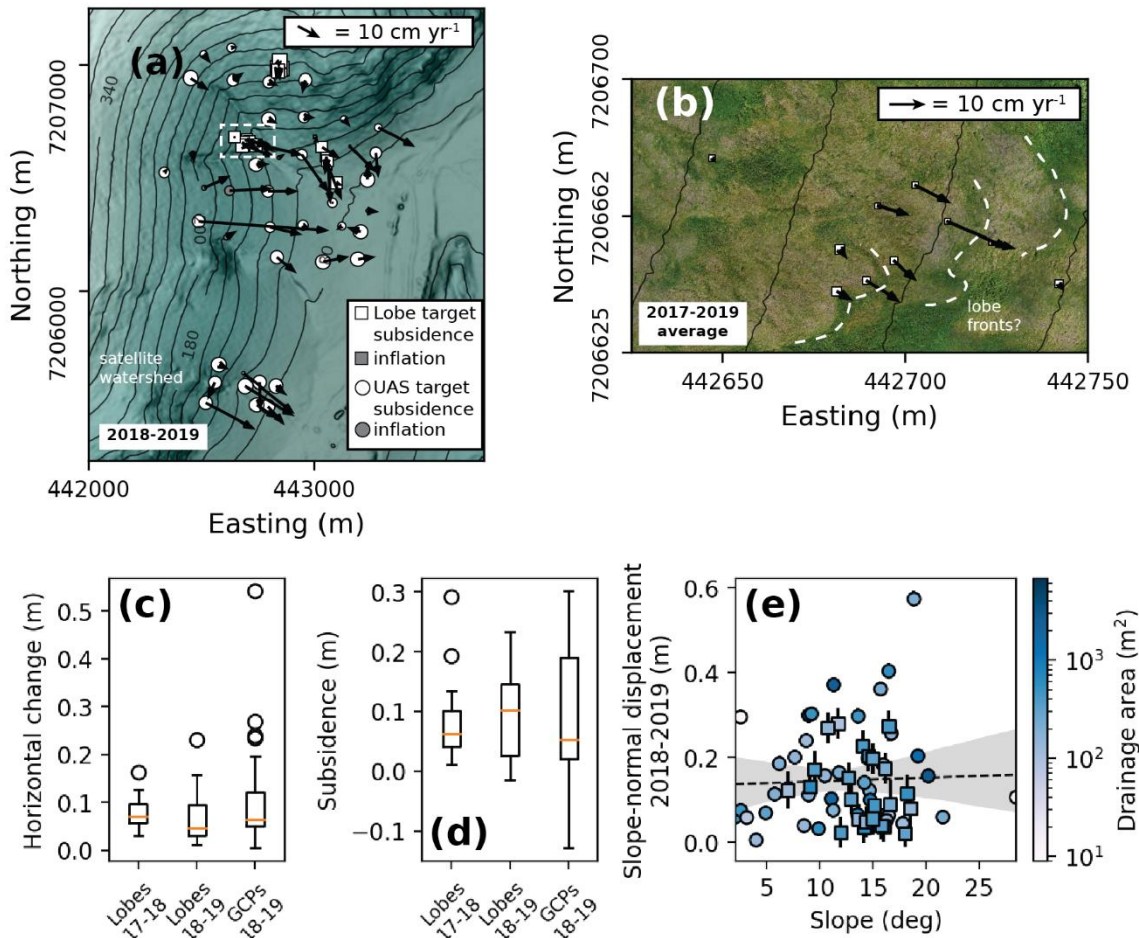 (a)
= 10 cm yr⁻¹
340
180
00
satellite
watershed
2018-2019
Lobe target
subsidence
inflation
UAS target
subsidence
inflation
7207000
7206000
Northing (m)
442000
443000
Easting (m)
(b)
= 10 cm yr⁻¹
7206700
7206662
7206625
Northing (m)
2017-2019
average
lobe
fronts?
442650
442700
442750
Easting (m)
(c)
Horizontal change (m)
0.5
0.4
0.3
0.2
0.1
0.0
Lobes
17-18
Lobes
18-19
GCPs
18-19
(d)
Subsidence (m)
0.3
0.2
0.1
0.0
−0.1
Lobes
17-18
Lobes
18-19
GCPs
18-19
(e)
Slope-normal displacement
2018-2019 (m)
0.6
0.4
0.2
0.0
5
10
15
20
25
Slope (deg)
Drainage area (m²)
10³
10²
10¹